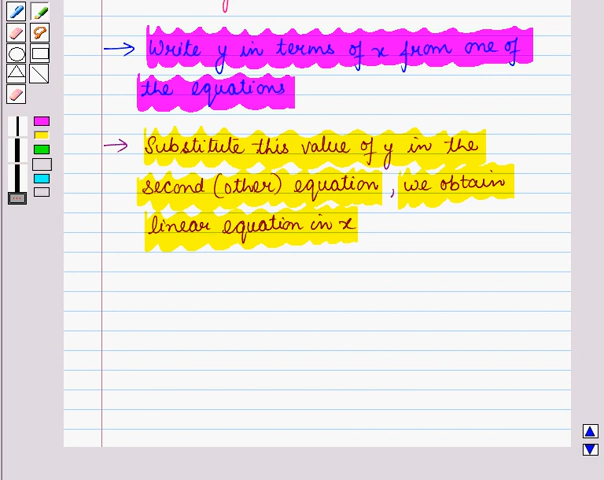 → Write y in terms of x from one of
the equations
→ Substitute this value of y in the
second (other) equation, we obtain
linear equation in x